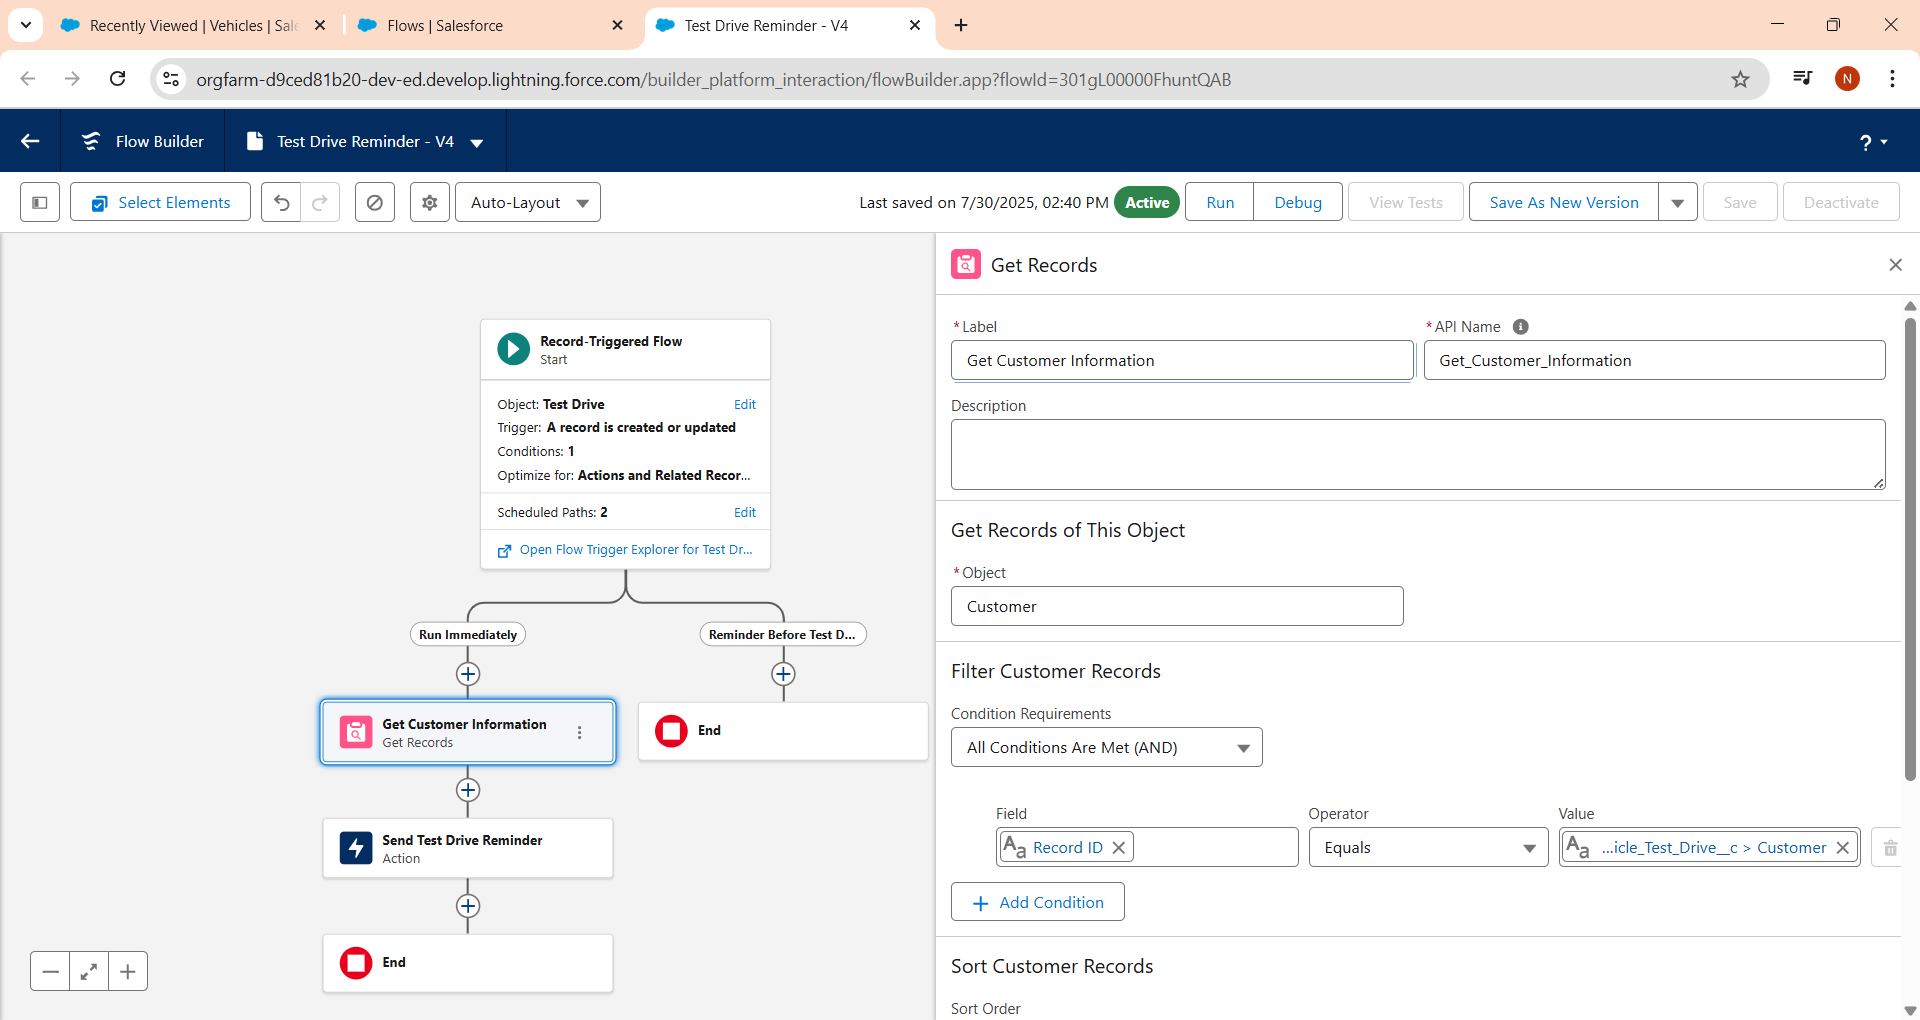 Recently Viewed | Vehicles | Sale
Flows | Salesforce
Test Drive Reminder - V4
orgfarm-d9ced81b20-dev-ed.develop.lightning.force.com/builder_platform_interaction/flowBuilder.app?flowId=301gL00000FhuntQAB
N
Flow Builder
Test Drive Reminder - V4
?
Select Elements
Auto-Layout
Last saved on 7/30/2025, 02:40 PM
Active
Run
Debug
View Tests
Save As New Version
Save
Deactivate
Record-Triggered Flow
Start
Object: Test Drive
Edit
Trigger: A record is created or updated
Conditions: 1
Optimize for: Actions and Related Recor...
Scheduled Paths: 2
Edit
Open Flow Trigger Explorer for Test Dr...
Run Immediately
Reminder Before Test D...
Get Customer Information
Get Records
End
Send Test Drive Reminder
Action
End
Get Records
* Label
Get Customer Information
* API Name
Get_Customer_Information
Description
Get Records of This Object
* Object
Customer
Filter Customer Records
Condition Requirements
All Conditions Are Met (AND)
Field
Operator
Value
Aa Record ID
Equals
Aa ...icle_Test_Drive__c > Customer
Add Condition
Sort Customer Records
Sort Order